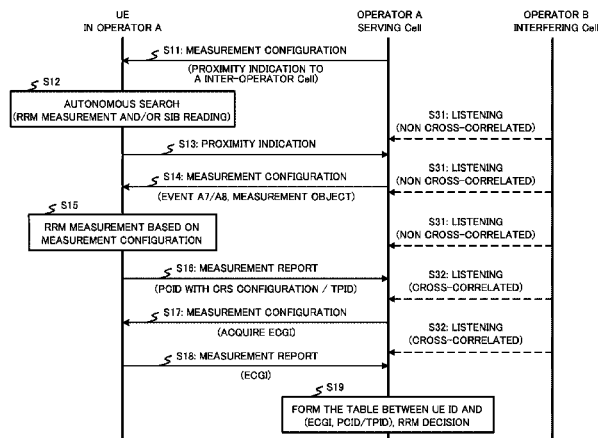 UE
IN OPERATOR A
OPERATOR A
SERVING Cell
OPERATOR B
INTERFERING Cell
S11: MEASUREMENT CONFIGURATION
(PROXIMITY INDICATION TO
A INTER-OPERATOR Cell)
S12
AUTONOMOUS SEARCH
(RRM MEASUREMENT AND/OR SIB READING)
S31: LISTENING
(NON CROSS-CORRELATED)
S13: PROXIMITY INDICATION
S31: LISTENING
(NON CROSS-CORRELATED)
S14: MEASUREMENT CONFIGURATION
(EVENT A7/A8, MEASUREMENT OBJECT)
S15
RRM MEASUREMENT BASED ON
MEASUREMENT CONFIGURATION
S31: LISTENING
(NON CROSS-CORRELATED)
S16: MEASUREMENT REPORT
(PCID WITH CRS CONFIGURATION / TPID)
S32: LISTENING
(CROSS-CORRELATED)
S17: MEASUREMENT CONFIGURATION
(ACQUIRE ECGI)
S32: LISTENING
(CROSS-CORRELATED)
S18: MEASUREMENT REPORT
(ECGI)
S19
FORM THE TABLE BETWEEN UE ID AND
(ECGI, PCID/TPID), RRM DECISION